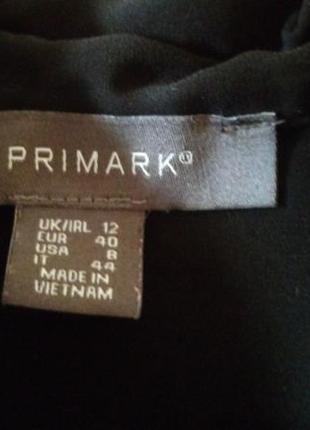 PRIMARK®
UK/IRL 12
EUR 40
USA 8
IT 44
MADE IN
VIETNAM